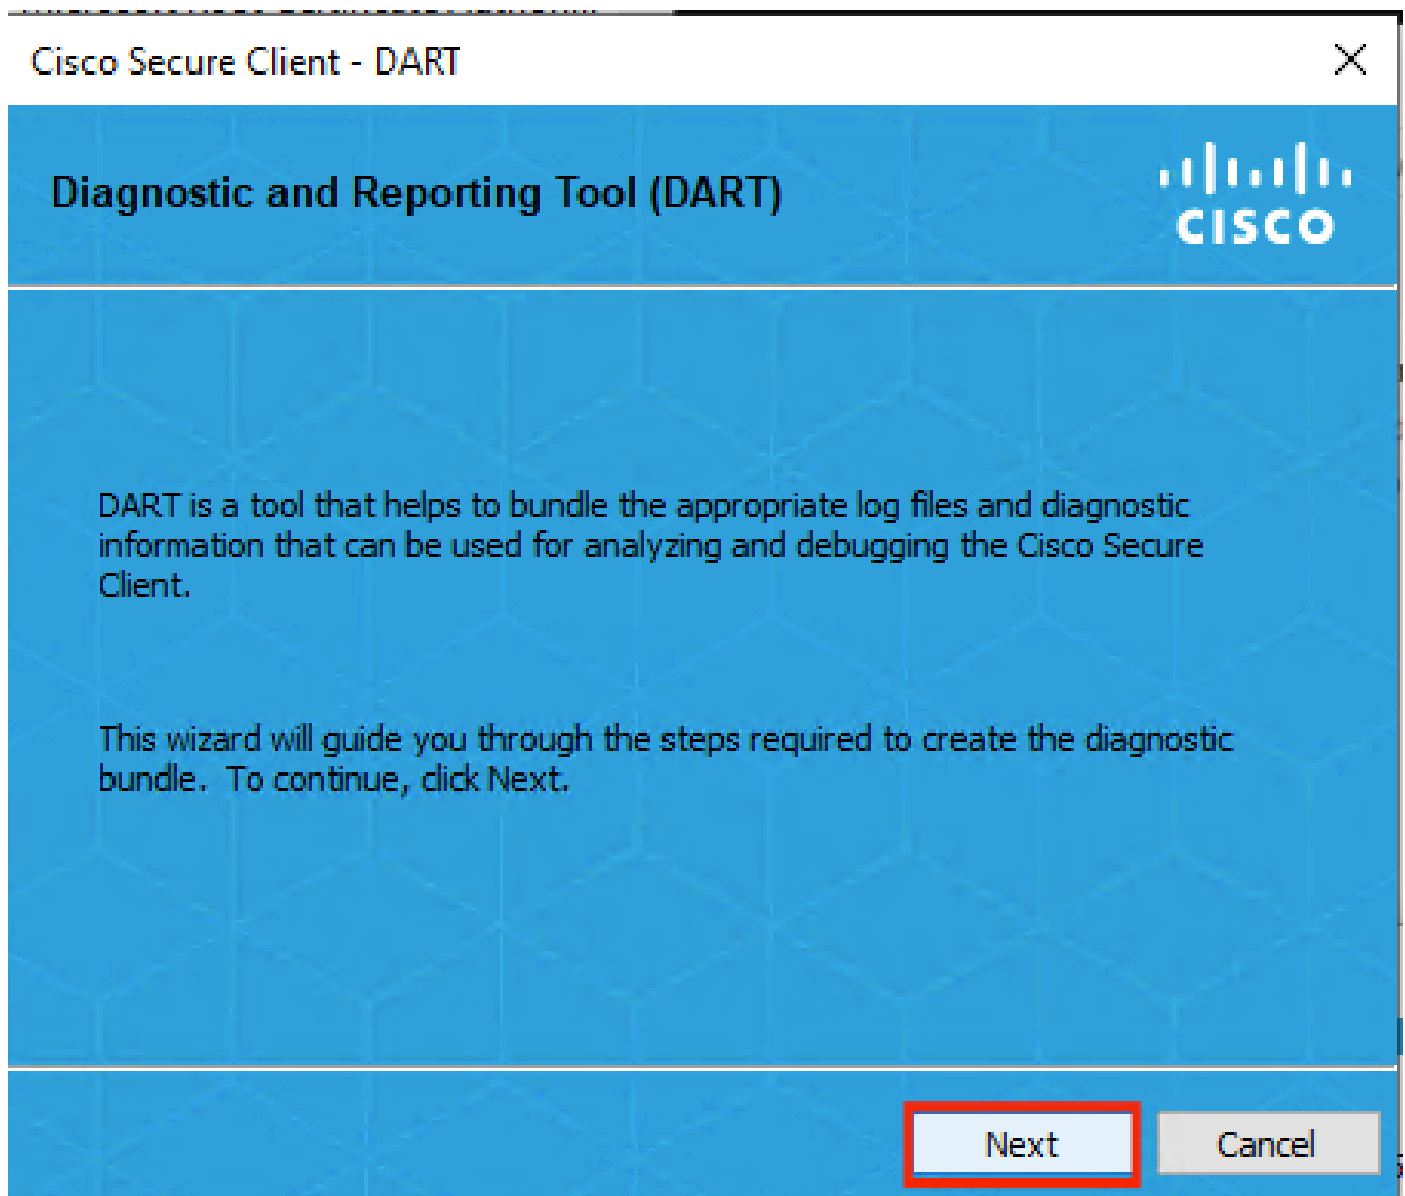 Cisco Secure Client - DART
Diagnostic and Reporting Tool (DART)
CISCO
DART is a tool that helps to bundle the appropriate log files and diagnostic
information that can be used for analyzing and debugging the Cisco Secure
Client.
This wizard will guide you through the steps required to create the diagnostic
bundle.  To continue, click Next.
Next
Cancel